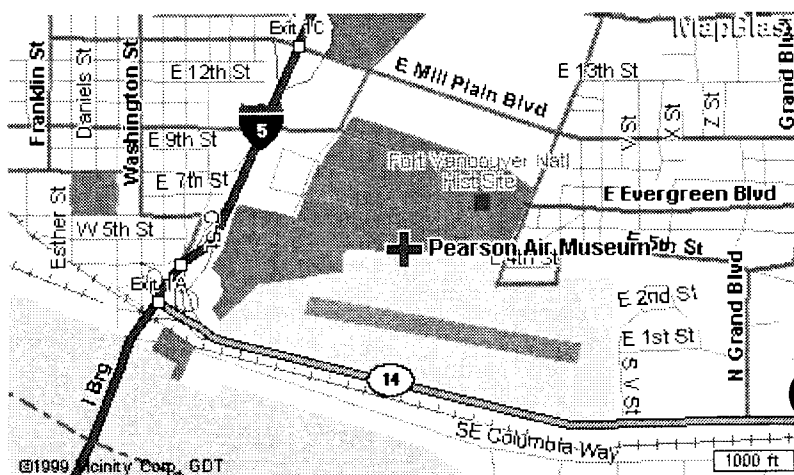 Exit 1C
MapBlast
Franklin St
Daniels St
Washington St
E 12th St
E Mill Plain Blvd
E 13th St
Grand Blv
V St
X St
Z St
5
E 9th St
E 7th St
Fort Vancouver Natl
Hist Site
E Evergreen Blvd
Esther St
W 5th St
C St
Pearson Air Museum
5th St
E 4th St
Exit 1A
E 2nd St
N Grand Blvd
E 1st St
S V St
I Brg
14
SE Columbia Way
©1999 Vicinity Corp, GDT
1000 ft